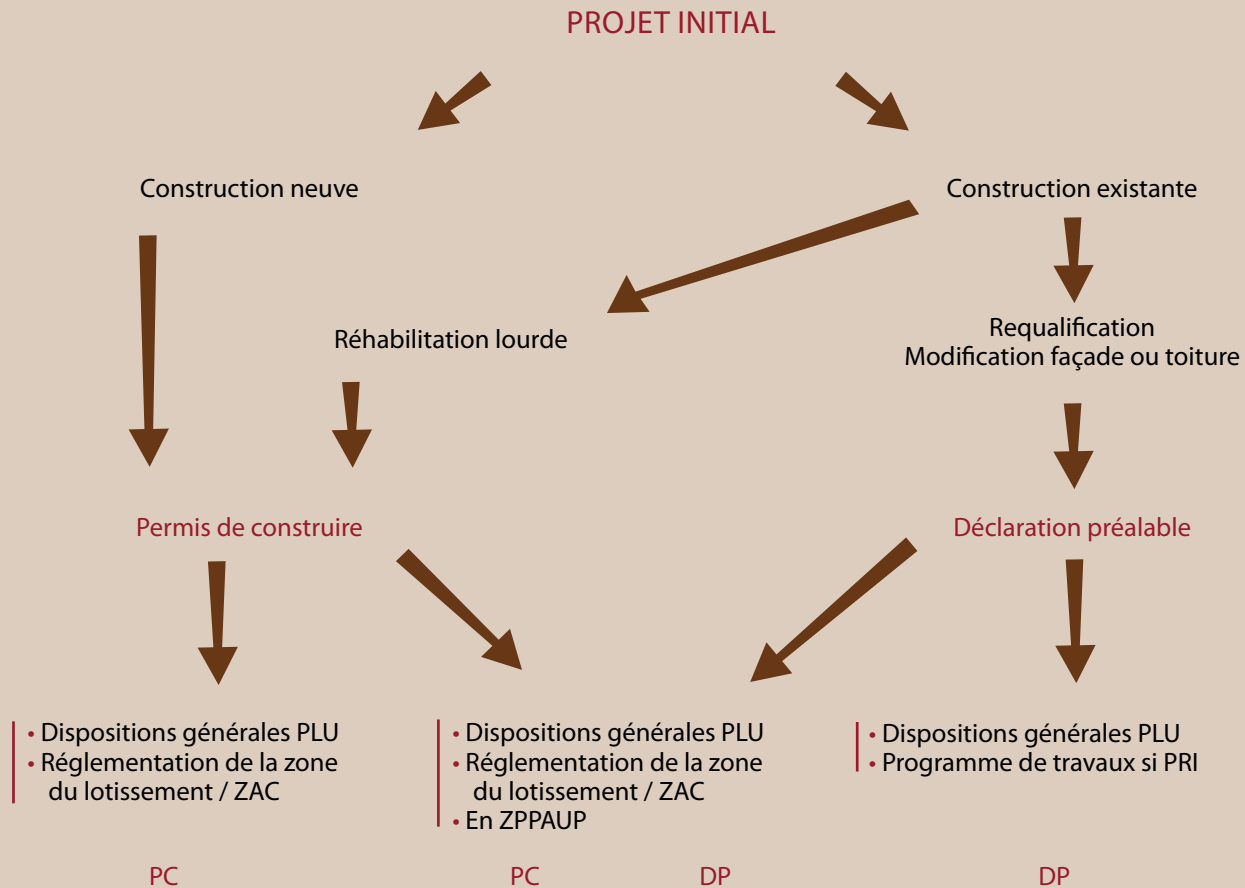 PROJET INITIAL
Construction neuve
Construction existante
Réhabilitation lourde
Requalification
Modification façade ou toiture
Permis de construire
Déclaration préalable
• Dispositions générales PLU
• Réglementation de la zone
du lotissement / ZAC
• Dispositions générales PLU
• Réglementation de la zone
du lotissement / ZAC
• En ZPPAUP
• Dispositions générales PLU
• Programme de travaux si PRI
PC
PC
DP
DP